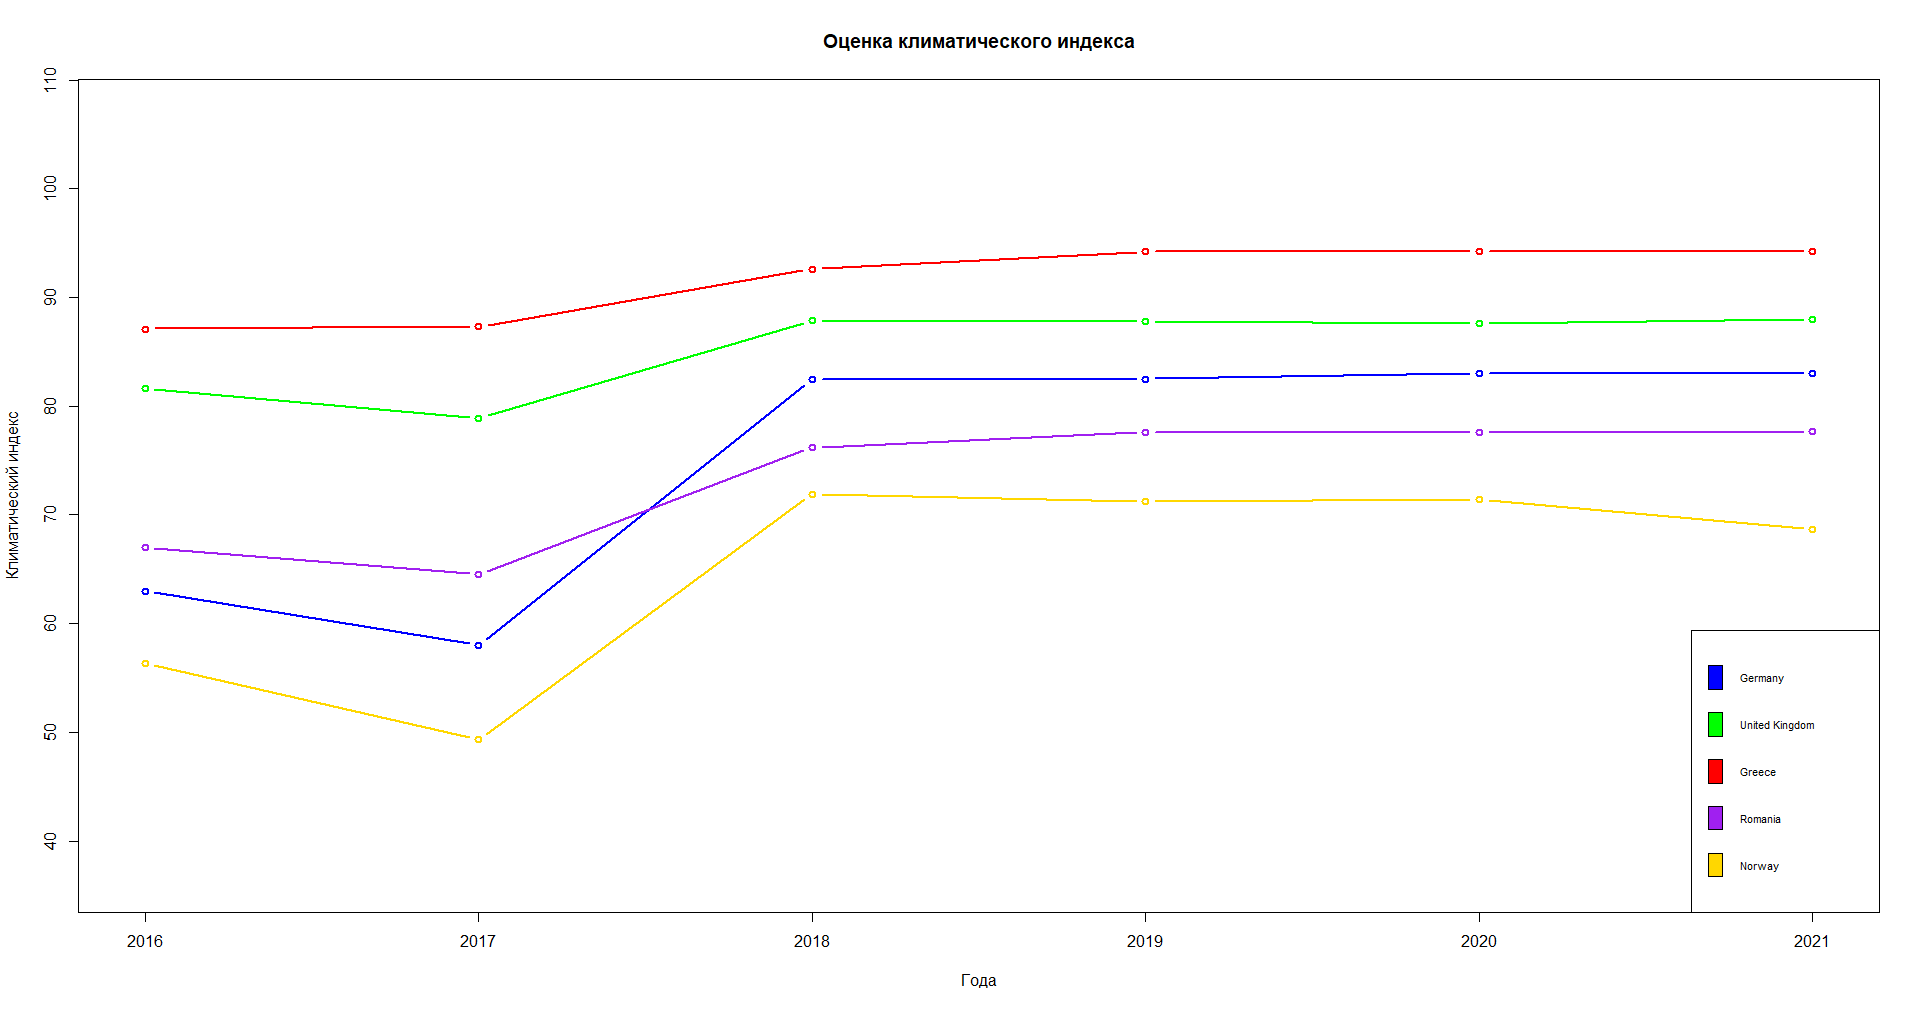 Оценка климатического индекса
Климатический индекс
110
100
90
80
70
60
50
40
Germany
United Kingdom
Greece
Romania
Norway
2016
2017
2018
2019
2020
2021
Года